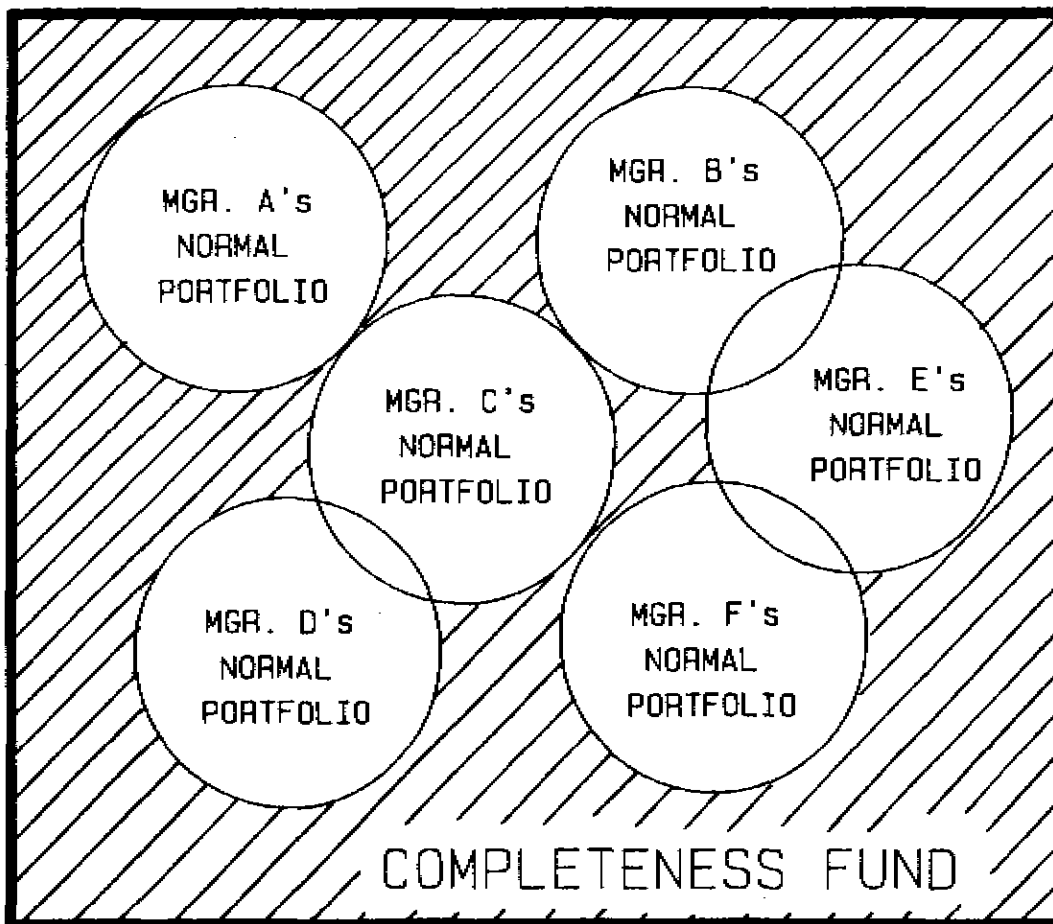 MGR. A's
NORMAL
PORTFOLIO
MGR. B's
NORMAL
PORTFOLIO
MGR. C's
NORMAL
PORTFOLIO
MGR. E's
NORMAL
PORTFOLIO
MGR. D's
NORMAL
PORTFOLIO
MGR. F's
NORMAL
PORTFOLIO
COMPLETENESS FUND